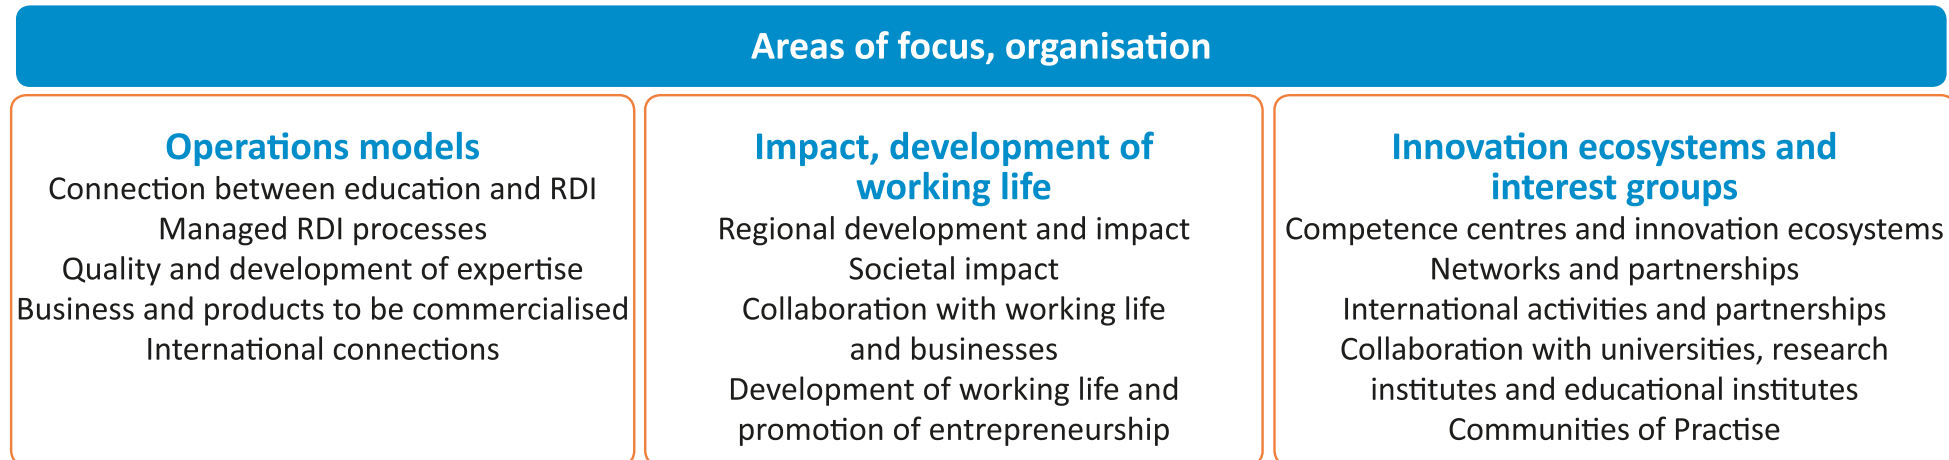 Areas of focus, organisation
Operations models
Connection between education and RDI
Managed RDI processes
Quality and development of expertise
Business and products to be commercialised
International connections
Impact, development of
working life
Regional development and impact
Societal impact
Collaboration with working life
and businesses
Development of working life and
promotion of entrepreneurship
Innovation ecosystems and
interest groups
Competence centres and innovation ecosystems
Networks and partnerships
International activities and partnerships
Collaboration with universities, research
institutes and educational institutes
Communities of Practise